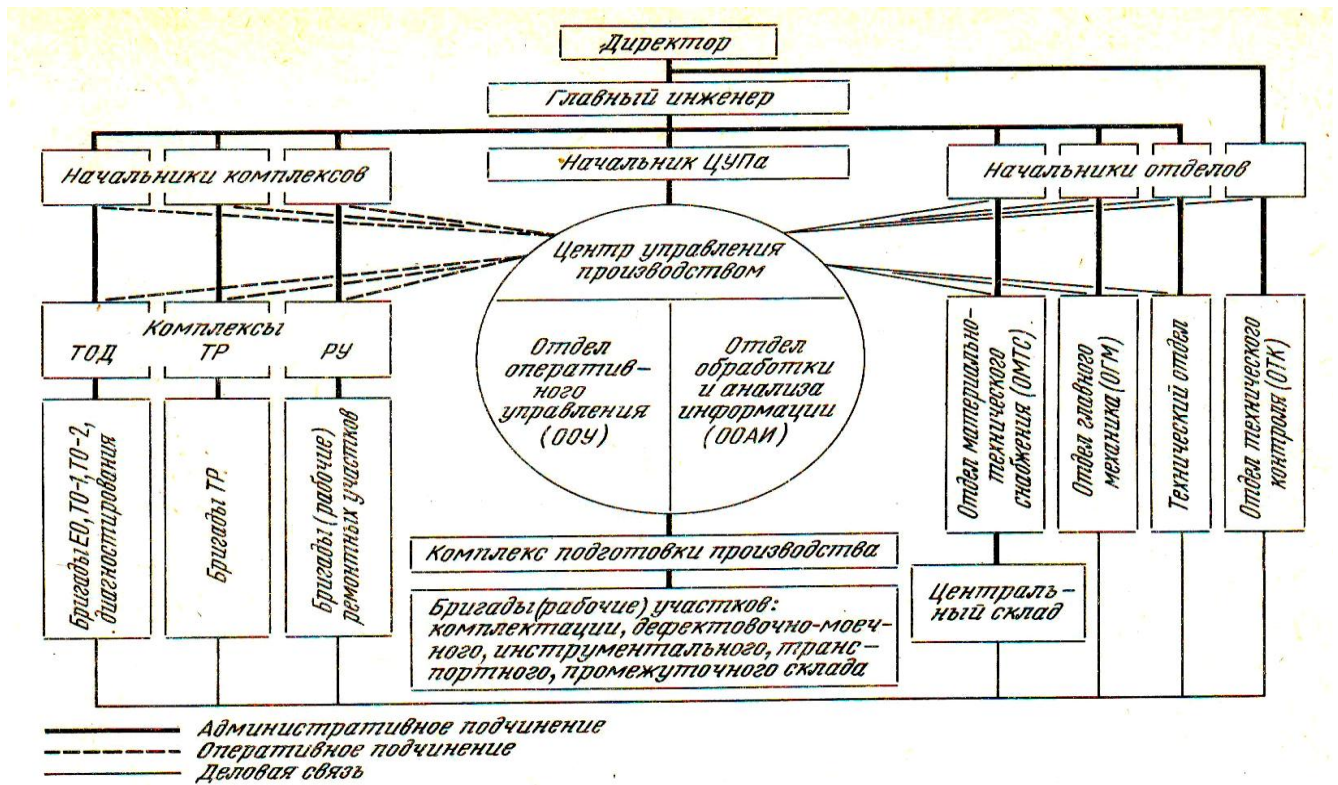 Директор
Главный инженер
Начальники комплексов
Начальник ЦУПа
Начальники отделов
Центр управления
производством
Комплексы
ТОД
ТР
РУ
Отдел
оператив-
ного
управления
(ООУ)
Отдел
обработки
и анализа
информации
(ООАИ)
Отдел материально-
технического
снабжения (ОМТС)
Отдел главного
механика (ОГМ)
Технический отдел
Отдел технического
контроля (ОТК)
Бригады ЕО, ТО-1, ТО-2,
диагностирования
Бригады ТР
Бригады (рабочие)
ремонтных участков
Комплекс подготовки производства
Бригады (рабочие) участков:
комплектации, дефектовочно-моеч-
ного, инструментального, транс-
портного, промежуточного склада
Централь-
ный склад
Административное подчинение
Оперативное подчинение
Деловая связь